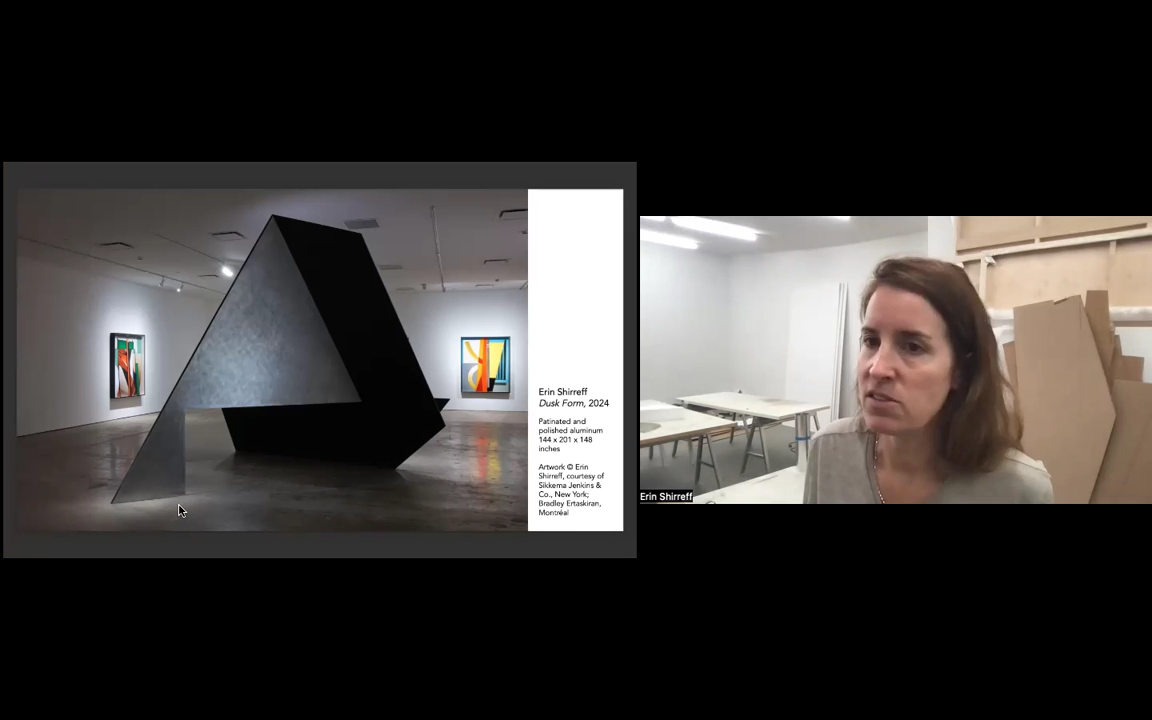 Erin Shirreff
Dusk Form, 2024
Patinated and
polished aluminum
144 x 201 x 148
inches
Artwork © Erin
Shirreff, courtesy of
Sikkema Jenkins &
Co., New York;
Bradley Ertaskiran,
Montréal
Erin Shirreff